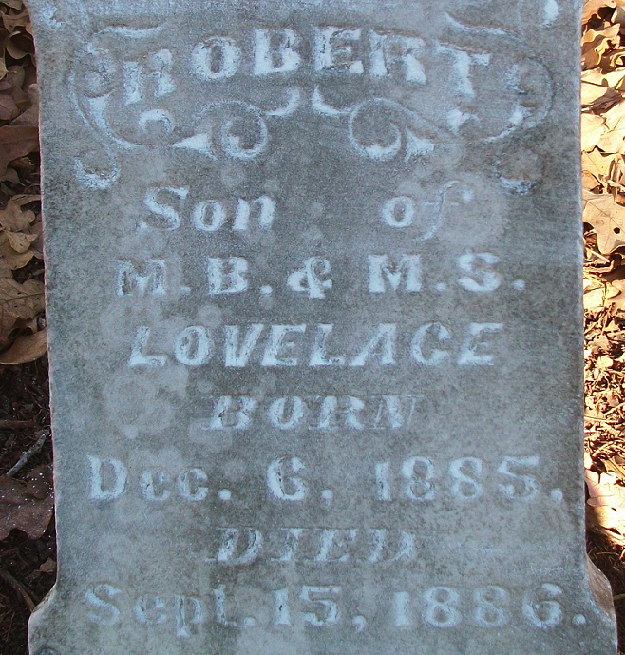 ROBERT
Son of
M.B. & M.S.
LOVELACE
BORN
Dec. 6, 1885,
DIED
Sept. 15, 1886.